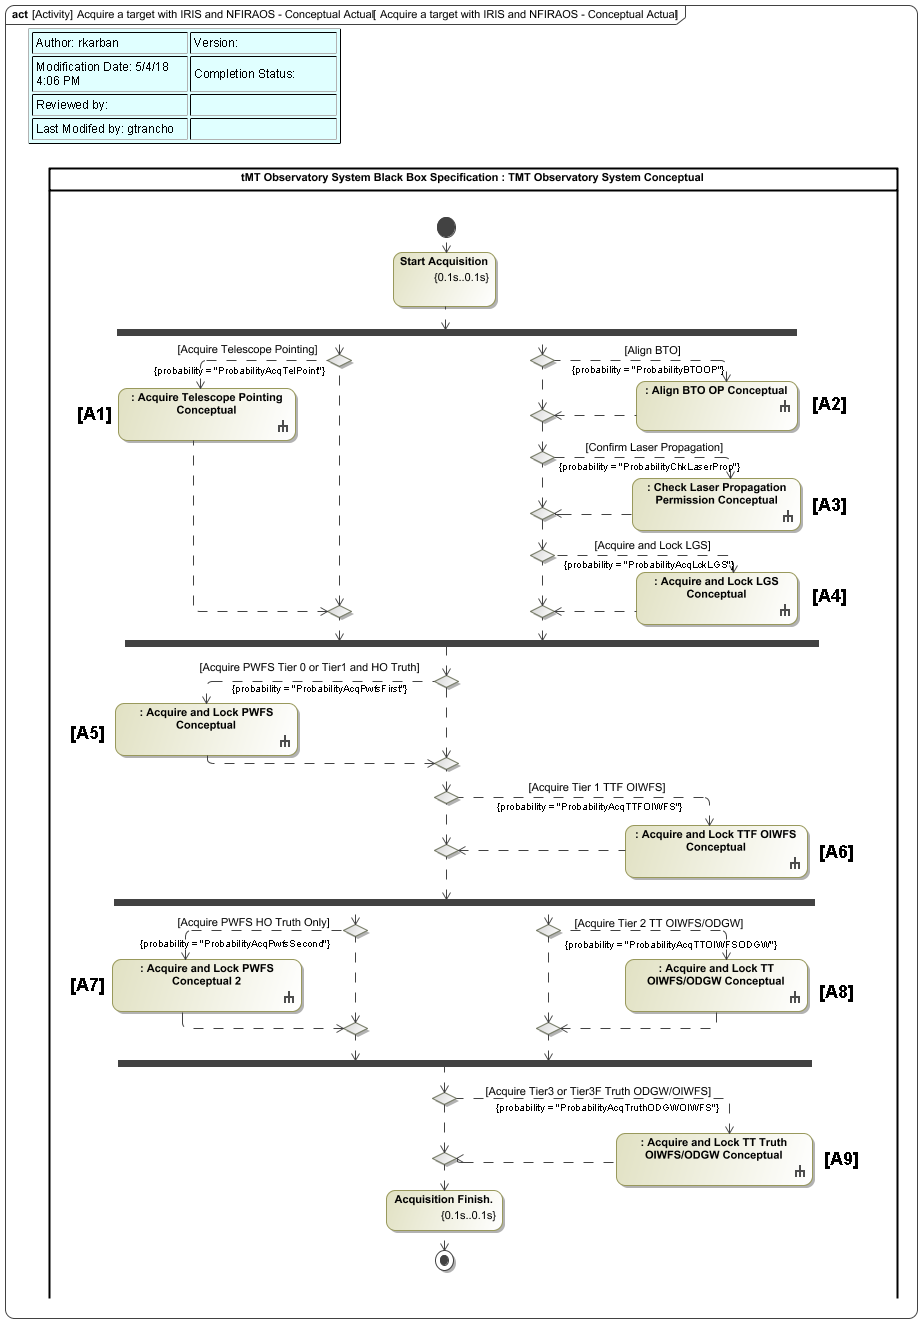 act [Activity] Acquire a target with IRIS and NFIRAOS - Conceptual Actual[ Acquire a target with IRIS and NFIRAOS - Conceptual Actual]
Author: rkarban
Version:
Modification Date: 5/4/18
4:06 PM
Completion Status:
Reviewed by:
Last Modifed by: gtrancho
tMT Observatory System Black Box Specification : TMT Observatory System Conceptual
Start Acquisition
{0.1s..0.1s}
[Acquire Telescope Pointing]
{probability = "ProbabilityAcqTelPoint"}
[A1]
: Acquire Telescope Pointing
Conceptual
[Align BTO]
{probability = "ProbabilityBTOOP"}
: Align BTO OP Conceptual
[A2]
[Confirm Laser Propagation]
{probability = "ProbabilityChkLaserProp"}
: Check Laser Propagation
Permission Conceptual
[A3]
[Acquire and Lock LGS]
{probability = "ProbabilityAcqLckLGS"}
: Acquire and Lock LGS
Conceptual
[A4]
[Acquire PWFS Tier 0 or Tier1 and HO Truth]
{probability = "ProbabilityAcqPwfsFirst"}
[A5]
: Acquire and Lock PWFS
Conceptual
[Acquire Tier 1 TTF OIWFS]
{probability = "ProbabilityAcqTTFOIWFS"}
: Acquire and Lock TTF OIWFS
Conceptual
[A6]
[Acquire PWFS HO Truth Only]
{probability = "ProbabilityAcqPwfsSecond"}
[A7]
: Acquire and Lock PWFS
Conceptual 2
[Acquire Tier 2 TT OIWFS/ODGW]
{probability = "ProbabilityAcqTTOIWFSODGW"}
: Acquire and Lock TT
OIWFS/ODGW Conceptual
[A8]
[Acquire Tier3 or Tier3F Truth ODGW/OIWFS]
{probability = "ProbabilityAcqTruthODGWOIWFS"}
: Acquire and Lock TT Truth
OIWFS/ODGW Conceptual
[A9]
Acquisition Finish.
{0.1s..0.1s}